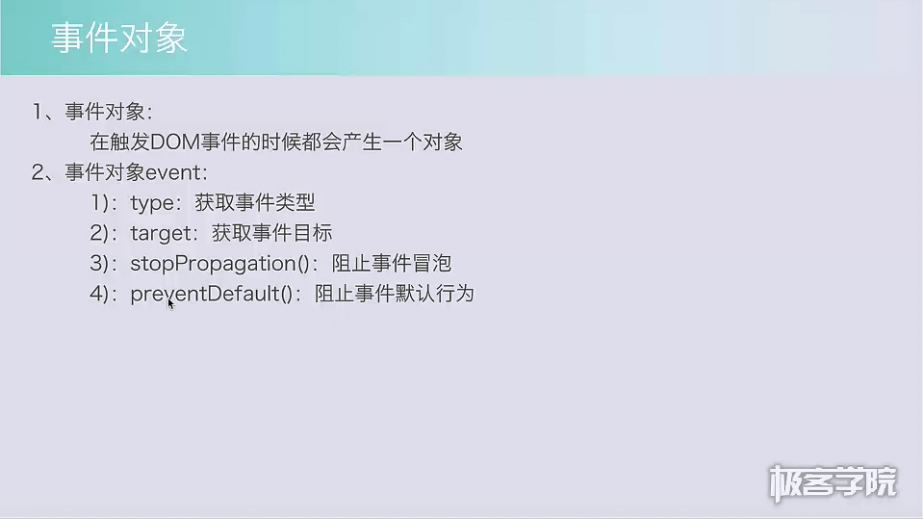 事件对象
1、事件对象：
在触发DOM事件的时候都会产生一个对象
2、事件对象event：
1）：type：获取事件类型
2）：target：获取事件目标
3）：stopPropagation()：阻止事件冒泡
4）：preventDefault()：阻止事件默认行为
极客学院